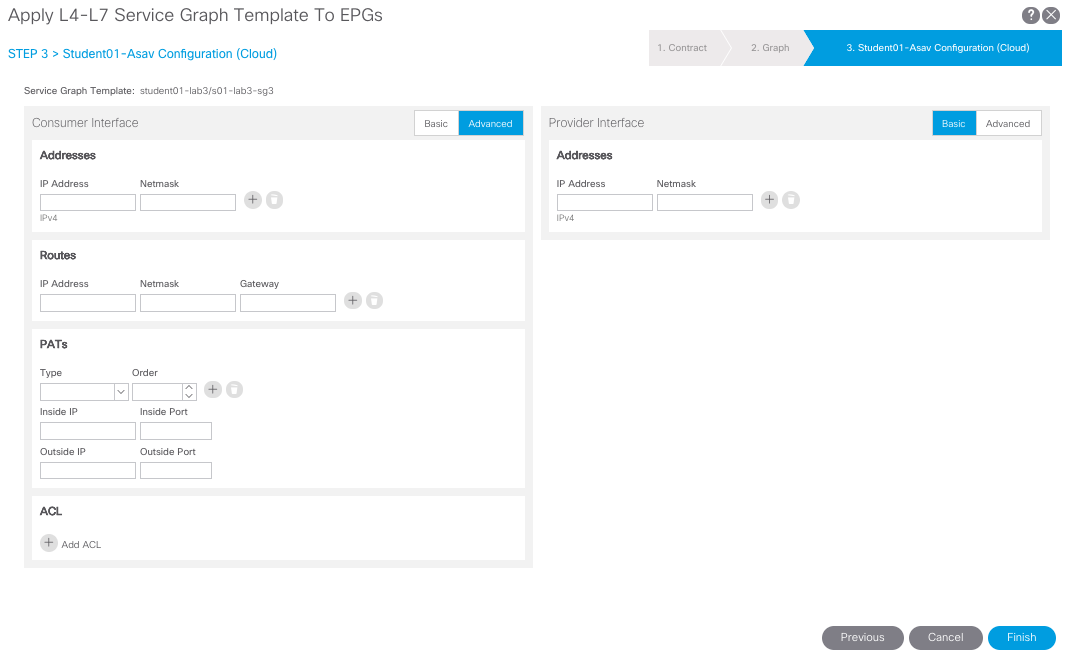 Apply L4-L7 Service Graph Template To EPGs
?
STEP 3 > Student01-Asav Configuration (Cloud)
1. Contract 2. Graph 3. Student01-Asav Configuration (Cloud)
Service Graph Template: student01-lab3/s01-lab3-sg3
Consumer Interface Basic Advanced
Addresses
IP Address Netmask
IPv4
Routes
IP Address Netmask Gateway
PATs
Type Order
Inside IP Inside Port
Outside IP Outside Port
ACL
Add ACL
Provider Interface Basic Advanced
Addresses
IP Address Netmask
IPv4
Previous Cancel Finish